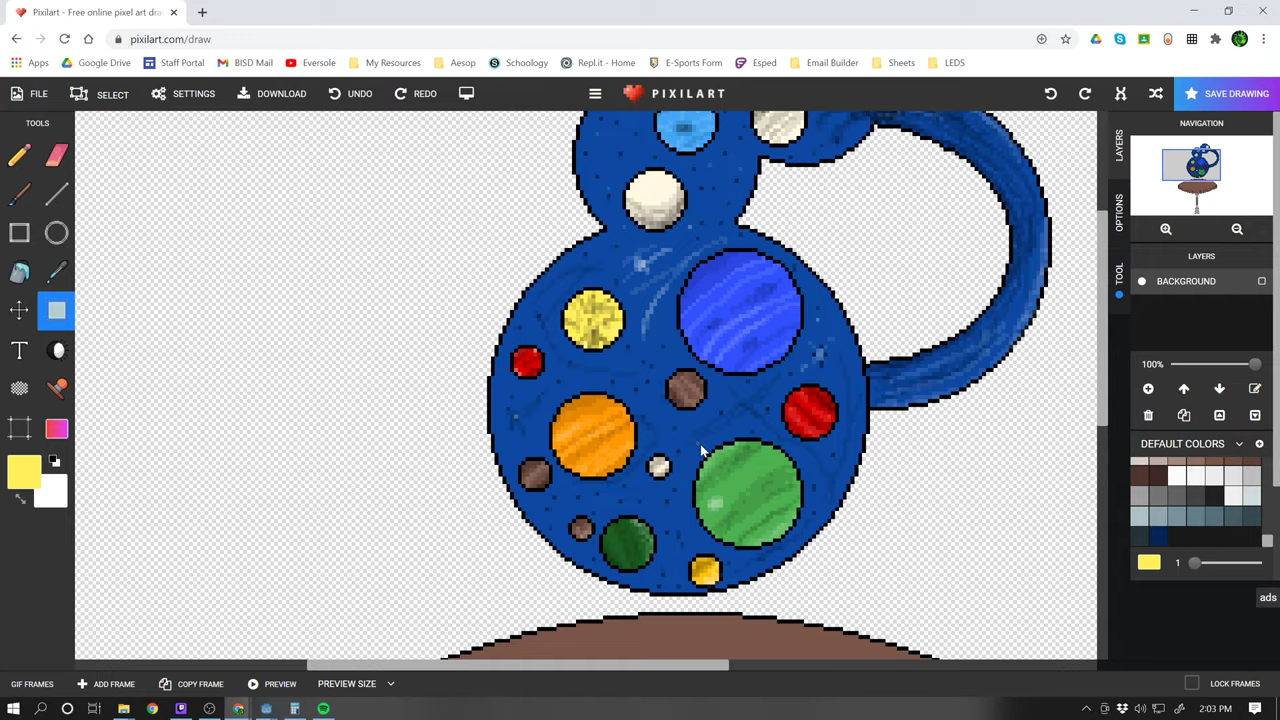 Pixilart - Free online pixel art dra
pixilart.com/draw
Apps Google Drive Staff Portal BISD Mail Eversole My Resources Aesop Schoology Repl.it - Home E-Sports Form Esped Email Builder Sheets LEDS
FILE SELECT SETTINGS DOWNLOAD UNDO REDO PIXILART SAVE DRAWING
TOOLS
NAVIGATION
LAYERS
OPTIONS
TOOL
LAYERS
BACKGROUND
100%
DEFAULT COLORS
1
ads
GIF FRAMES ADD FRAME COPY FRAME PREVIEW PREVIEW SIZE LOCK FRAMES
2:03 PM